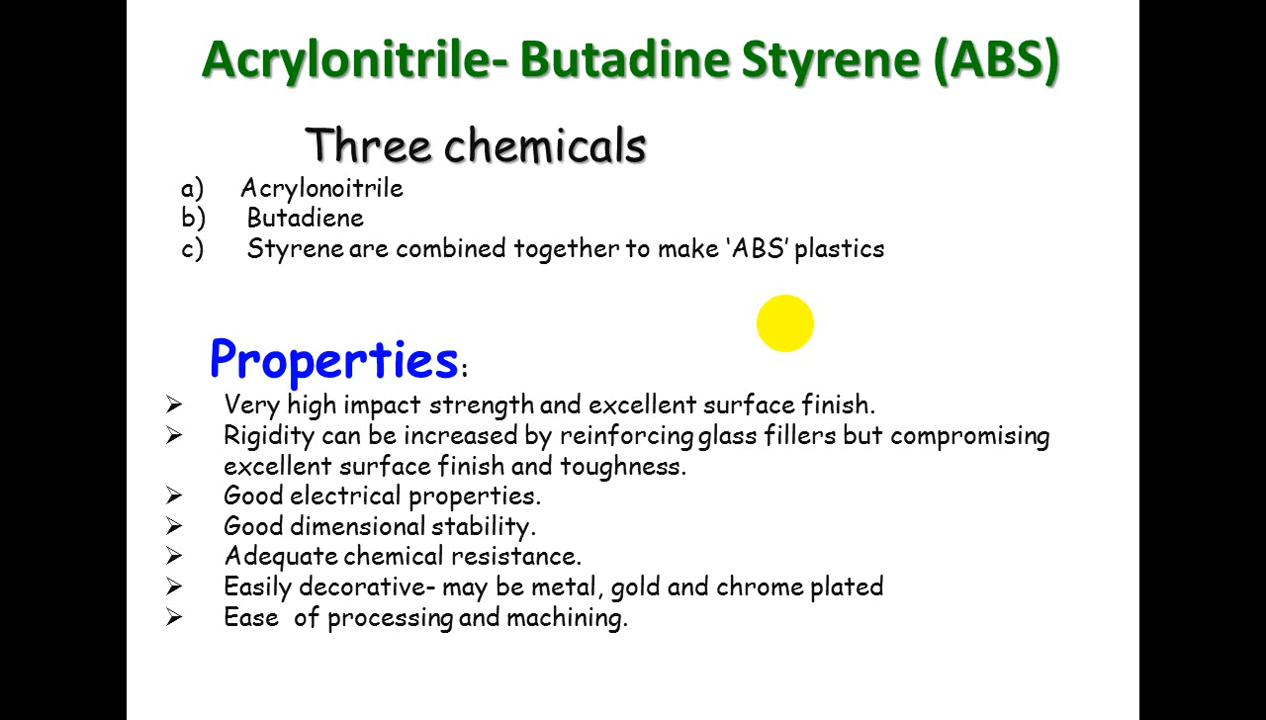 Acrylonitrile- Butadine Styrene (ABS)
Three chemicals
a) Acrylonoitrile
b) Butadiene
c) Styrene are combined together to make ‘ABS’ plastics
Properties:
➢ Very high impact strength and excellent surface finish.
➢ Rigidity can be increased by reinforcing glass fillers but compromising
excellent surface finish and toughness.
➢ Good electrical properties.
➢ Good dimensional stability.
➢ Adequate chemical resistance.
➢ Easily decorative- may be metal, gold and chrome plated
➢ Ease of processing and machining.